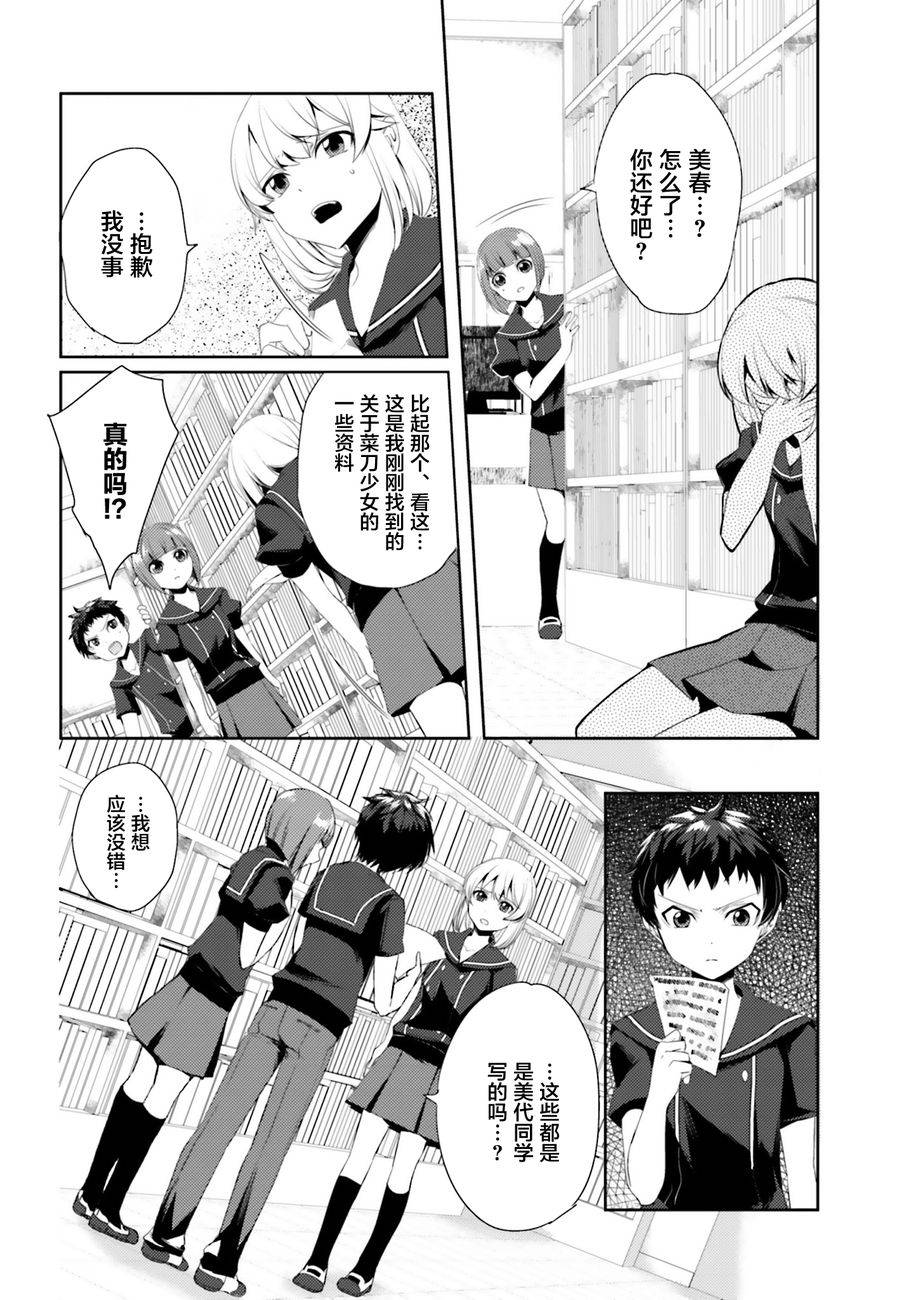 美春…?
怎么了…
你还好吧?
…抱歉
我没事
比起那个、看这…
这是我刚刚找到的
关于菜刀少女的
一些资料
真的吗!?
…这些都是
是美代同学
写的吗…?
…我想
应该没错…